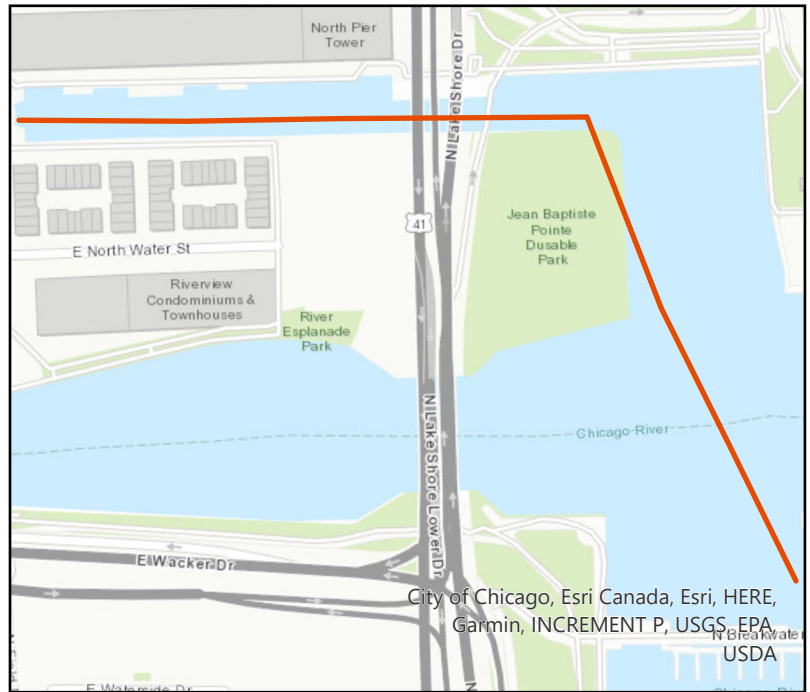 North Pier
Tower
N Lake Shore Dr
41
Jean Baptiste
Pointe
Dusable
Park
E North Water St
Riverview
Condominiums &
Townhouses
River
Esplanade
Park
Chicago River
N Lake Shore Lower Dr
E Wacker Dr
City of Chicago, Esri Canada, Esri, HERE,
Garmin, INCREMENT P, USGS, EPA,
USDA
N Breakwater
E Waterside Dr
N